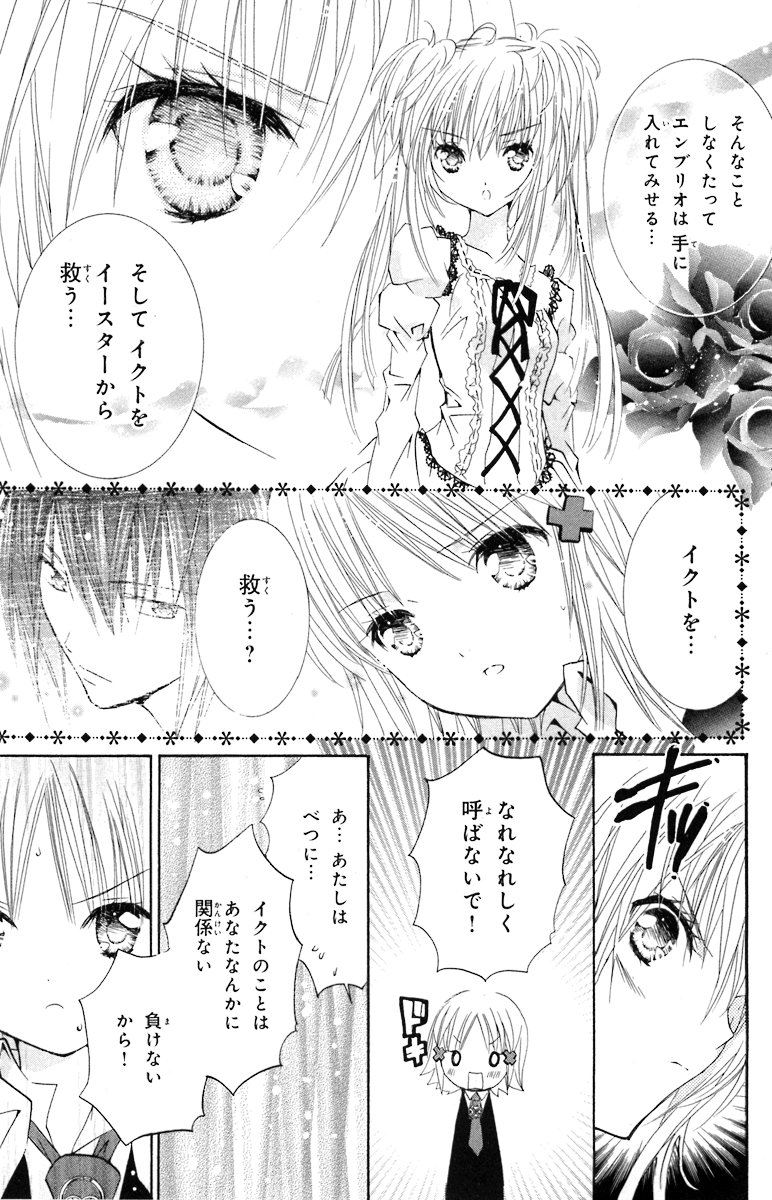 そんなこと
しなくたって
エンブリオは手に
入れてみせる…
そして イクトを
イースターから
救う…
イクトを…
救う…？
ギッ
なれなれしく
呼ばないで！
ドキ
あ… あたしは
べつに…
イクトのことは
あなたなんかに
関係ない
負けない
から！